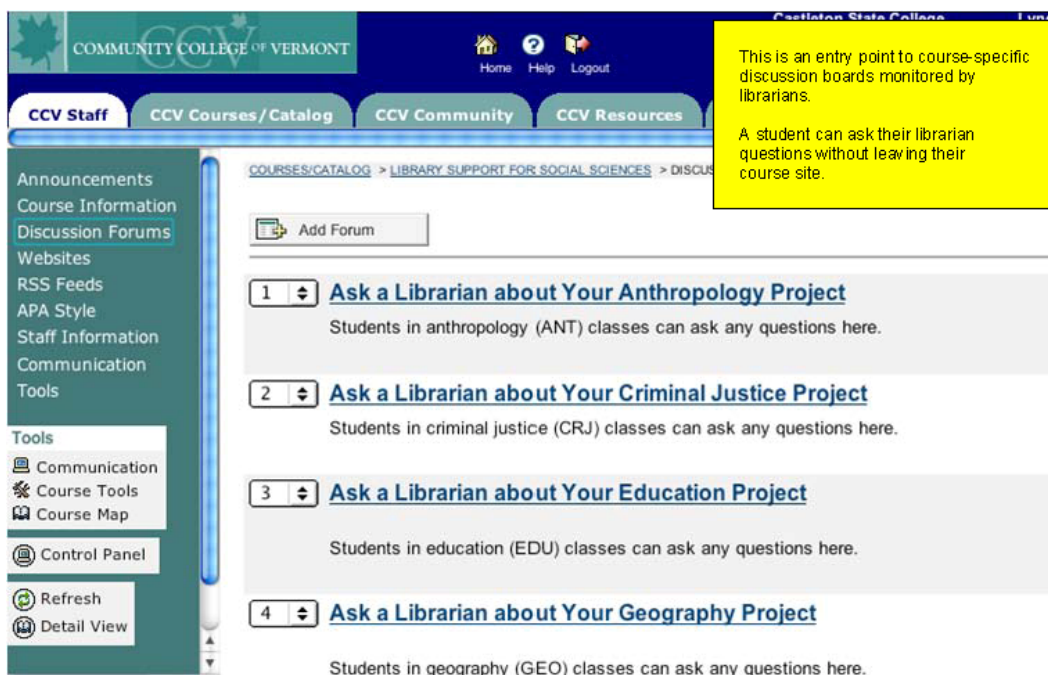 COMMUNITY COLLEGE OF VERMONT
CCV
Home Help Logout
Castleton State College
CCV Staff CCV Courses/Catalog CCV Community CCV Resources
This is an entry point to course-specific
discussion boards monitored by
librarians.
A student can ask their librarian
questions without leaving their
course site.
Announcements
Course Information
Discussion Forums
Websites
RSS Feeds
APA Style
Staff Information
Communication
Tools
Tools
Communication
Course Tools
Course Map
Control Panel
Refresh
Detail View
COURSES/CATALOG > LIBRARY SUPPORT FOR SOCIAL SCIENCES > DISCUS
Add Forum
1 Ask a Librarian about Your Anthropology Project
Students in anthropology (ANT) classes can ask any questions here.
2 Ask a Librarian about Your Criminal Justice Project
Students in criminal justice (CRJ) classes can ask any questions here.
3 Ask a Librarian about Your Education Project
Students in education (EDU) classes can ask any questions here.
4 Ask a Librarian about Your Geography Project
Students in geography (GEO) classes can ask any questions here.